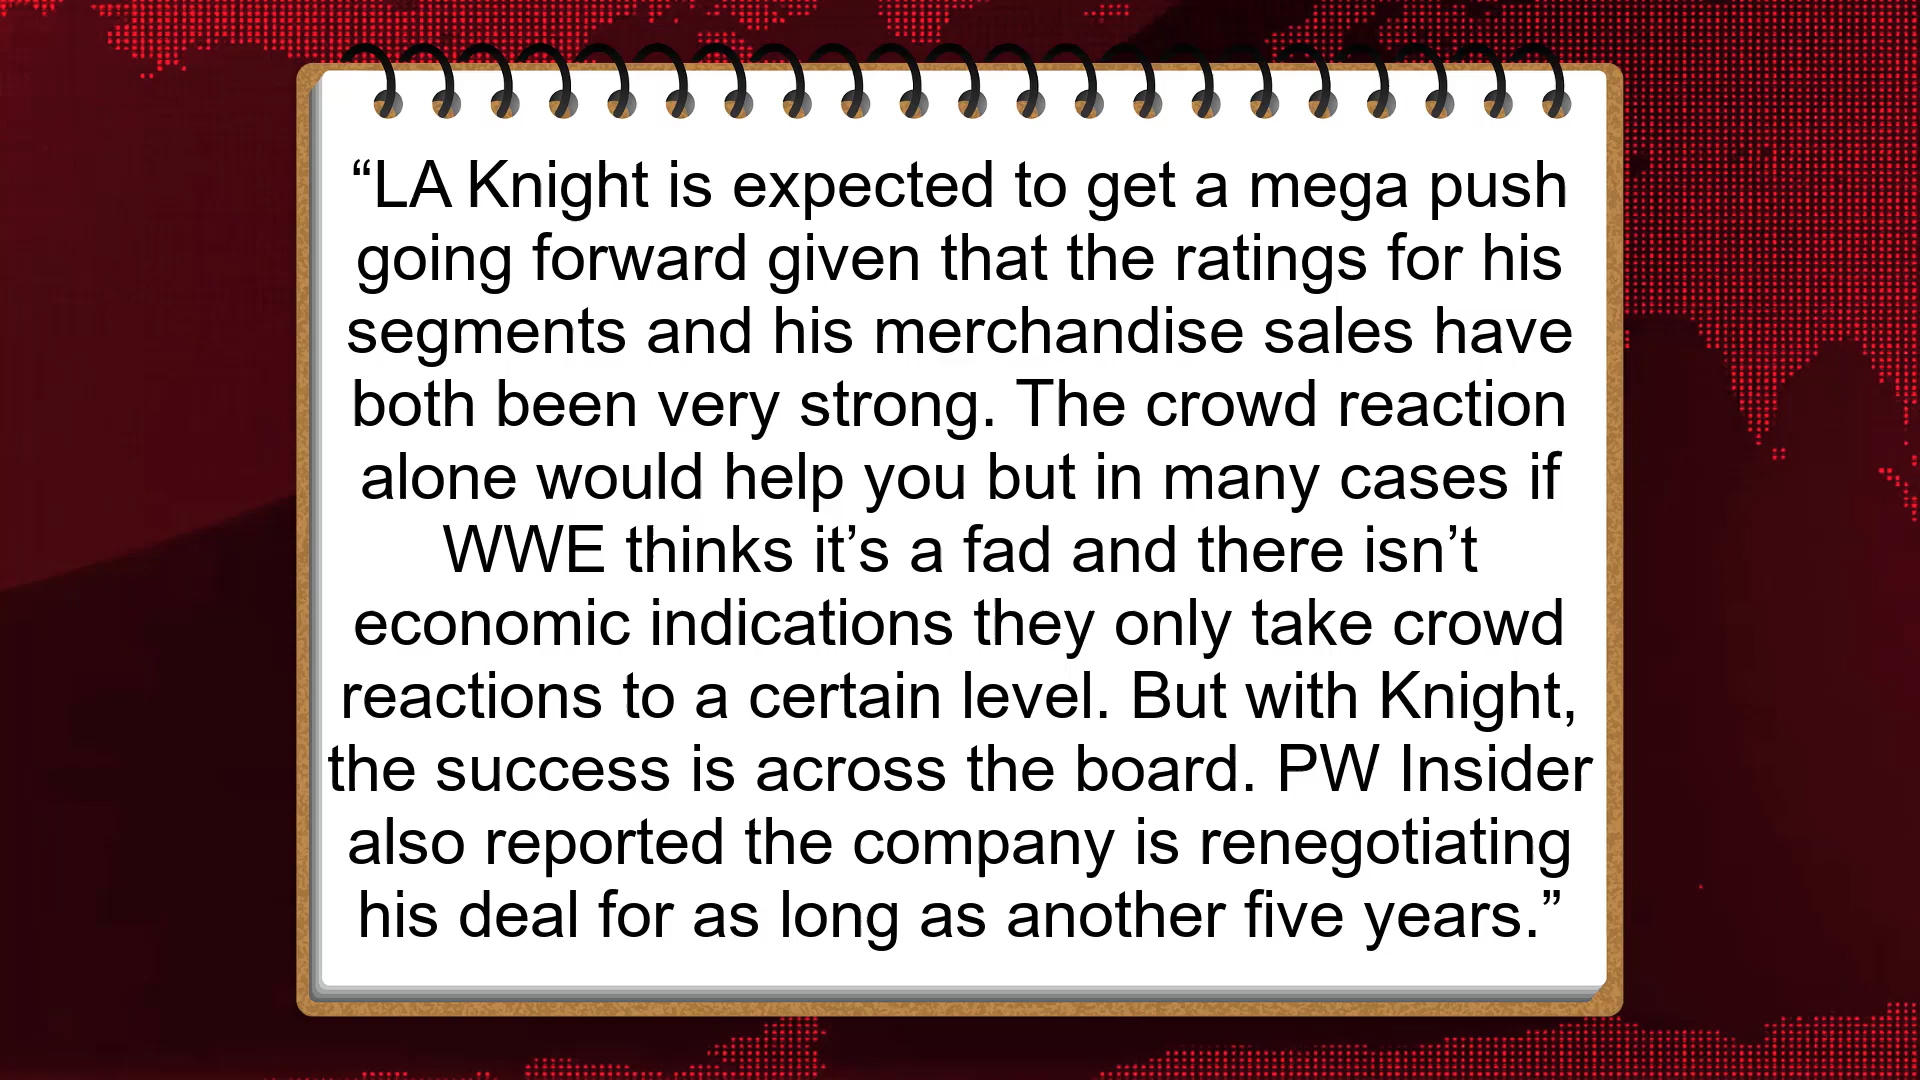 “LA Knight is expected to get a mega push
going forward given that the ratings for his
segments and his merchandise sales have
both been very strong. The crowd reaction
alone would help you but in many cases if
WWE thinks it’s a fad and there isn’t
economic indications they only take crowd
reactions to a certain level. But with Knight,
the success is across the board. PW Insider
also reported the company is renegotiating
his deal for as long as another five years.”